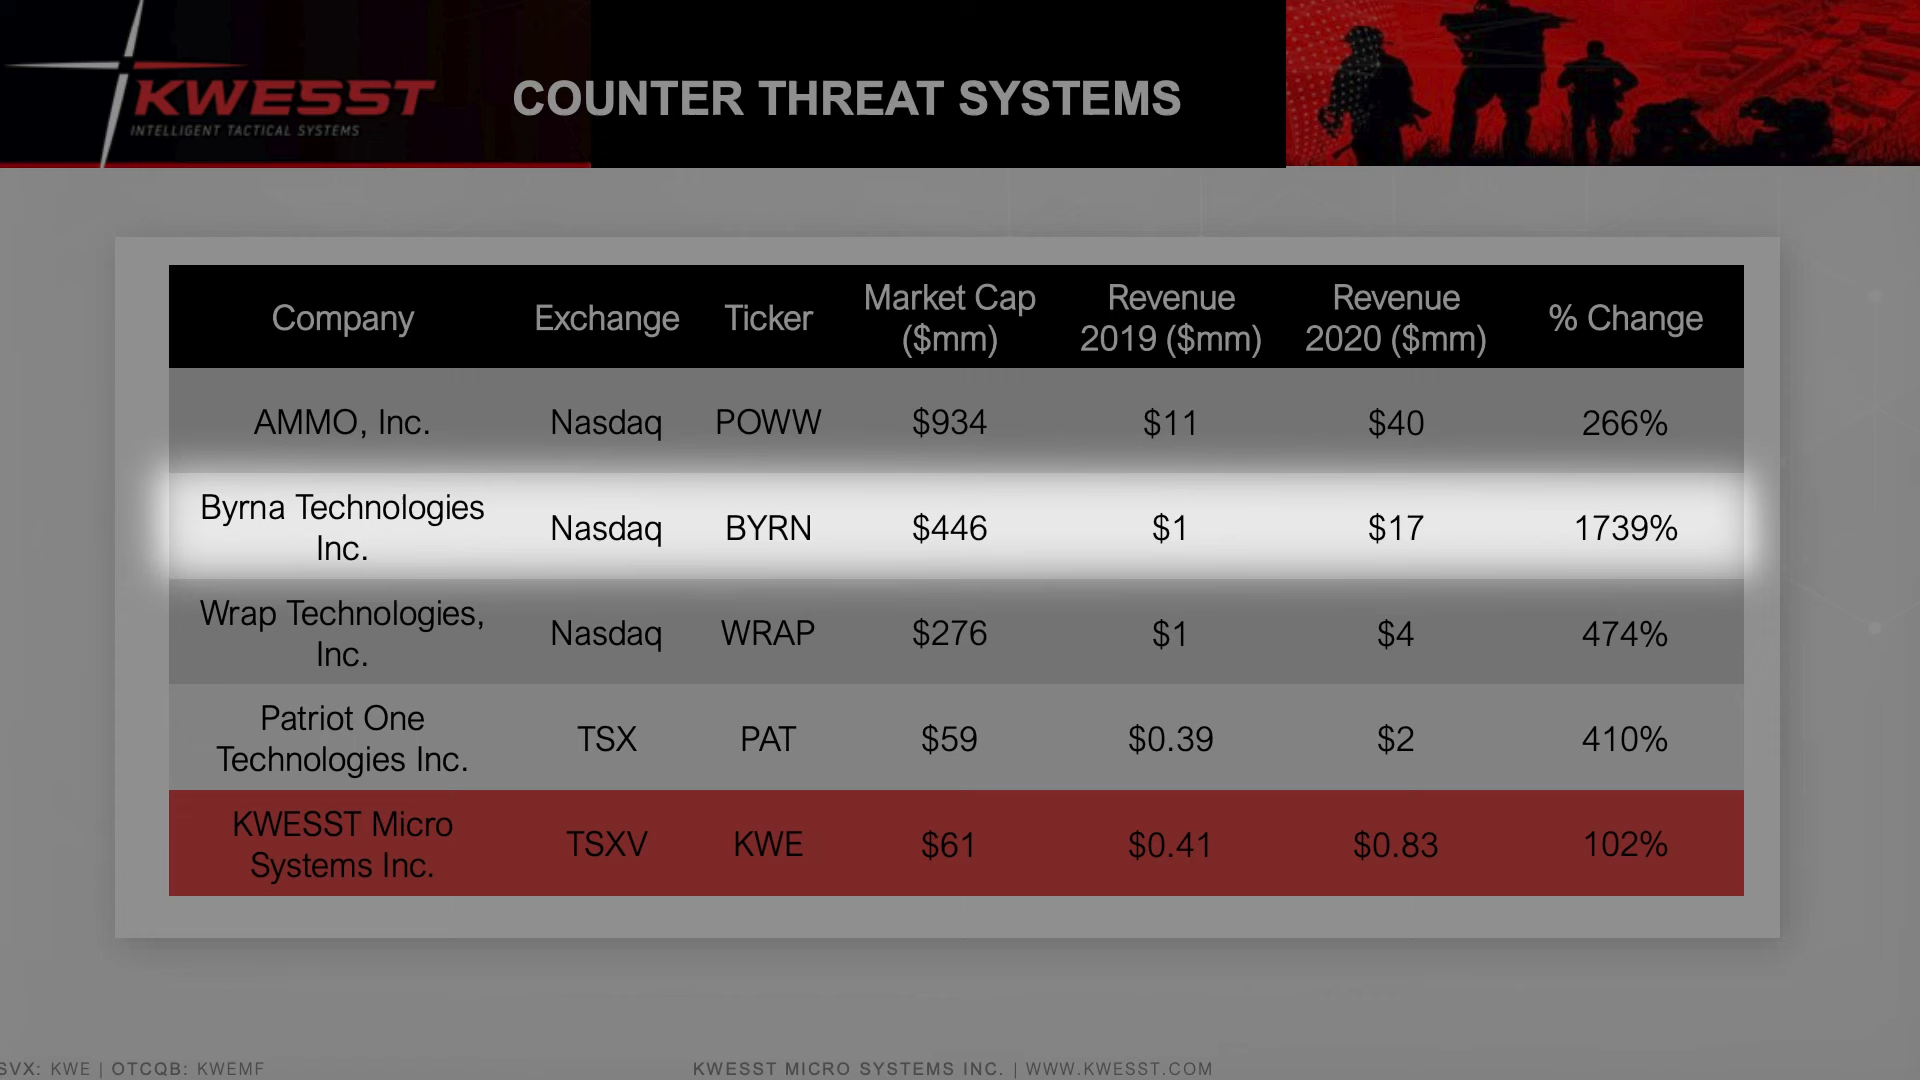 KWESST
INTELLIGENT TACTICAL SYSTEMS
COUNTER THREAT SYSTEMS
Company Exchange Ticker Market Cap ($mm) Revenue 2019 ($mm) Revenue 2020 ($mm) % Change
AMMO, Inc. Nasdaq POWW $934 $11 $40 266%
Byrna Technologies Inc. Nasdaq BYRN $446 $1 $17 1739%
Wrap Technologies, Inc. Nasdaq WRAP $276 $1 $4 474%
Patriot One Technologies Inc. TSX PAT $59 $0.39 $2 410%
KWESST Micro Systems Inc. TSXV KWE $61 $0.41 $0.83 102%
SVX: KWE | OTCQB: KWEMF
KWESST MICRO SYSTEMS INC. | WWW.KWESST.COM